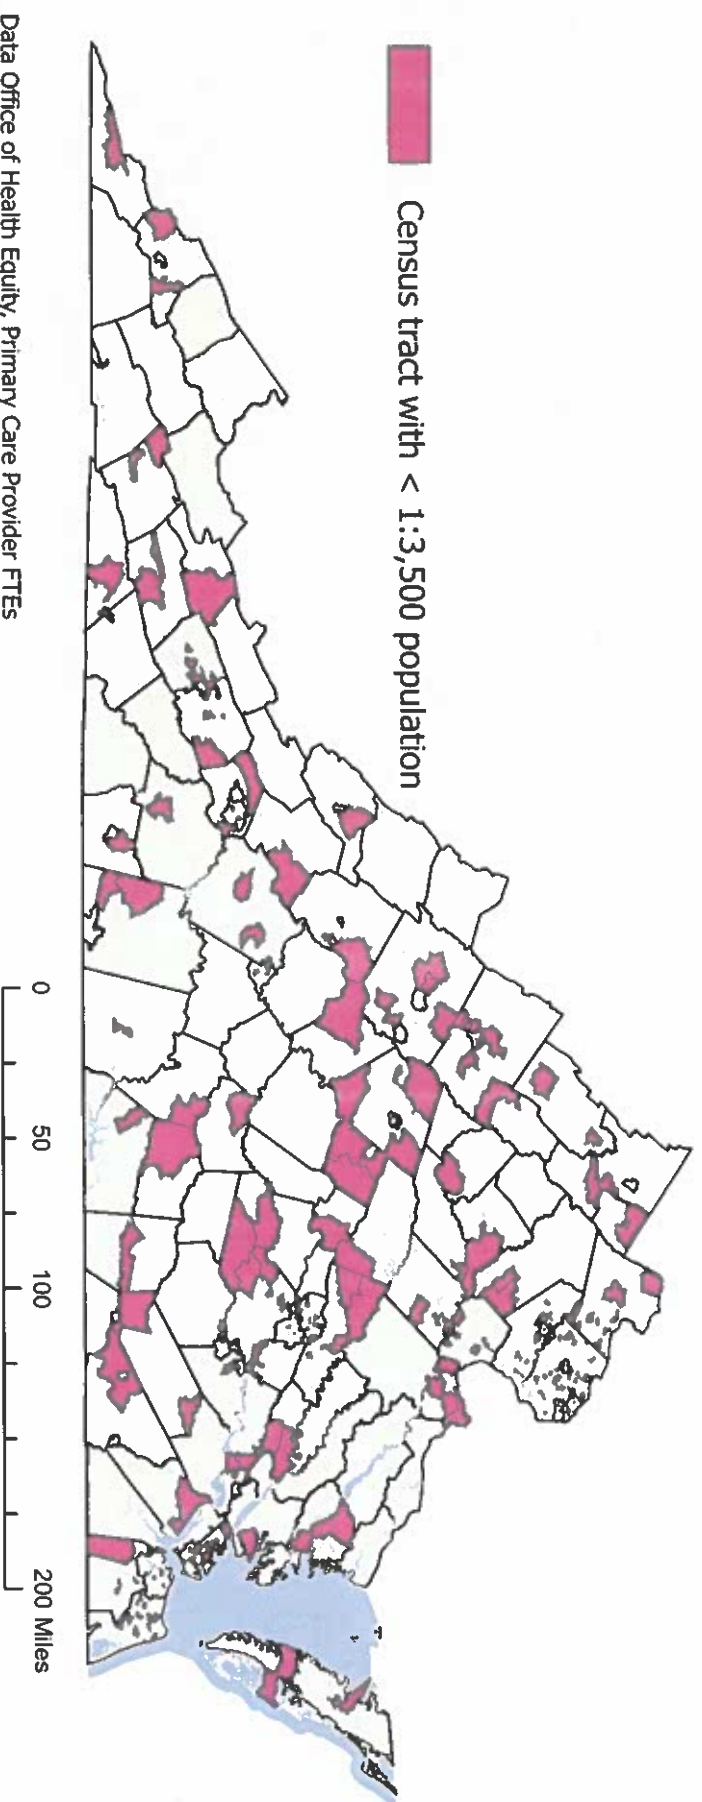 Census tract with < 1:3,500 population
0 50 100 200 Miles
Data Office of Health Equity, Primary Care Provider FTEs